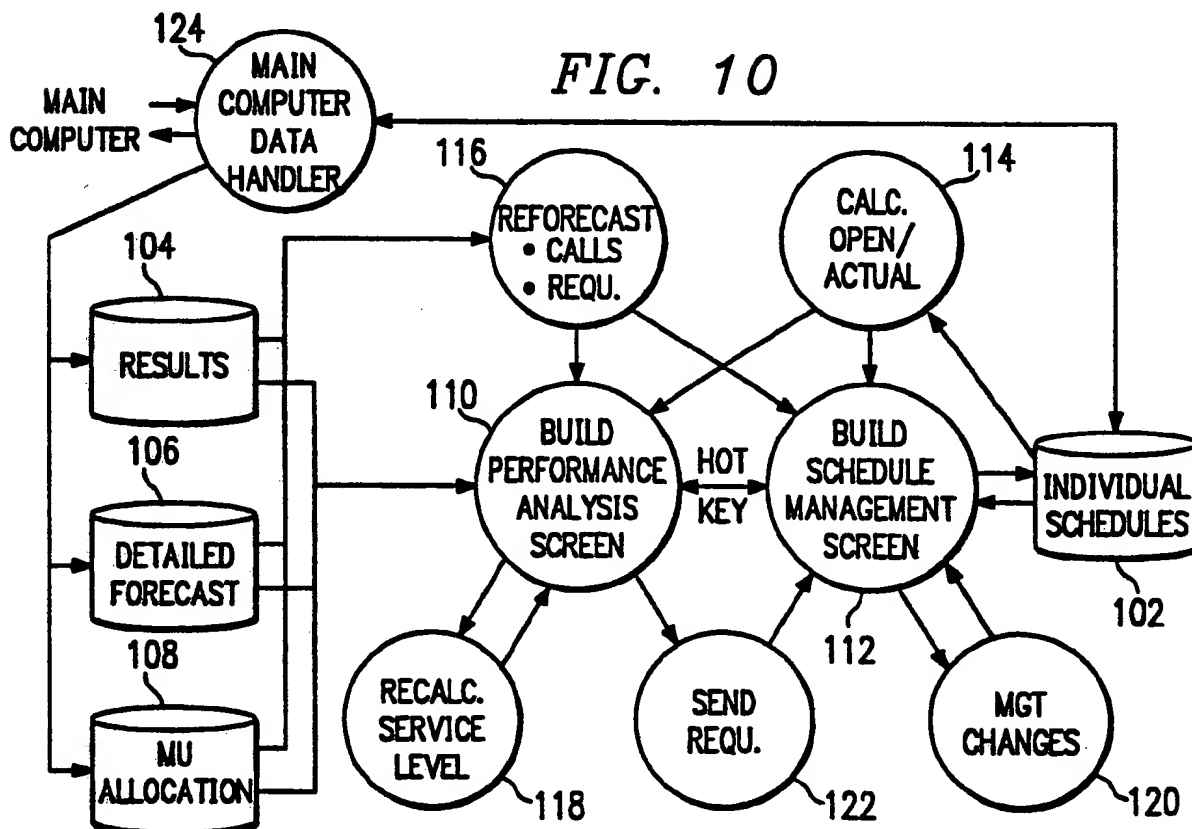 FIG. 10
124
MAIN
COMPUTER
DATA
HANDLER
MAIN
COMPUTER
116
REFORECAST
• CALLS
• REQU.
114
CALC.
OPEN/
ACTUAL
104
RESULTS
106
DETAILED
FORECAST
108
MU
ALLOCATION
110
BUILD
PERFORMANCE
ANALYSIS
SCREEN
HOT
KEY
BUILD
SCHEDULE
MANAGEMENT
SCREEN
112
INDIVIDUAL
SCHEDULES
102
RECALC.
SERVICE
LEVEL
118
SEND
REQU.
122
MGT
CHANGES
120